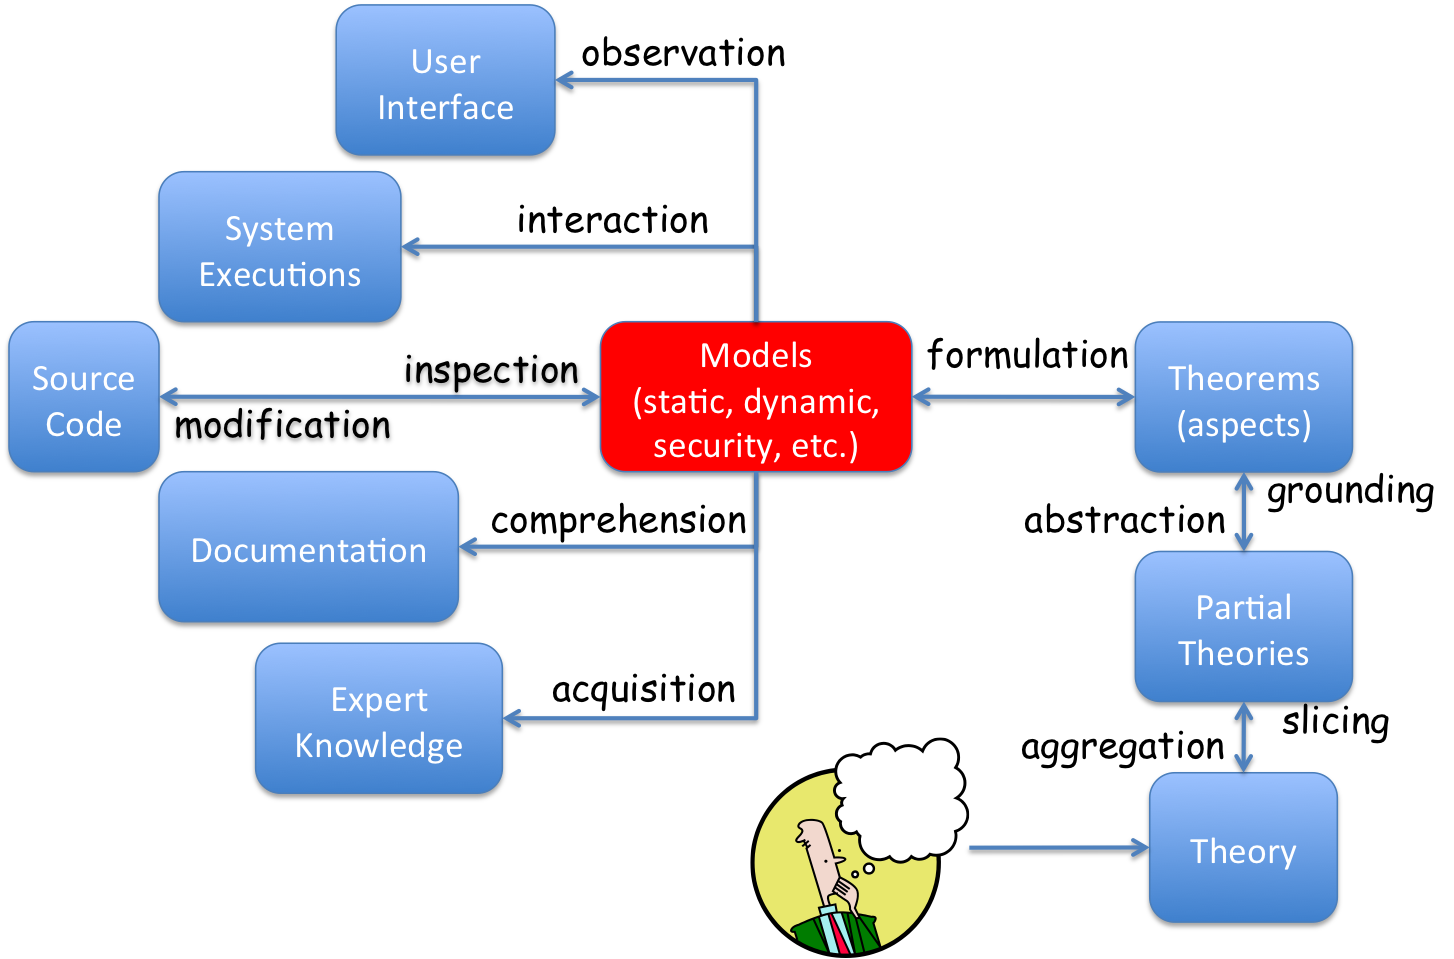 User
Interface
observation
System
Executions
interaction
Source
Code
inspection
modification
Models
(static, dynamic,
security, etc.)
formulation
Theorems
(aspects)
grounding
abstraction
Documentation
comprehension
Partial
Theories
Expert
Knowledge
acquisition
slicing
aggregation
Theory